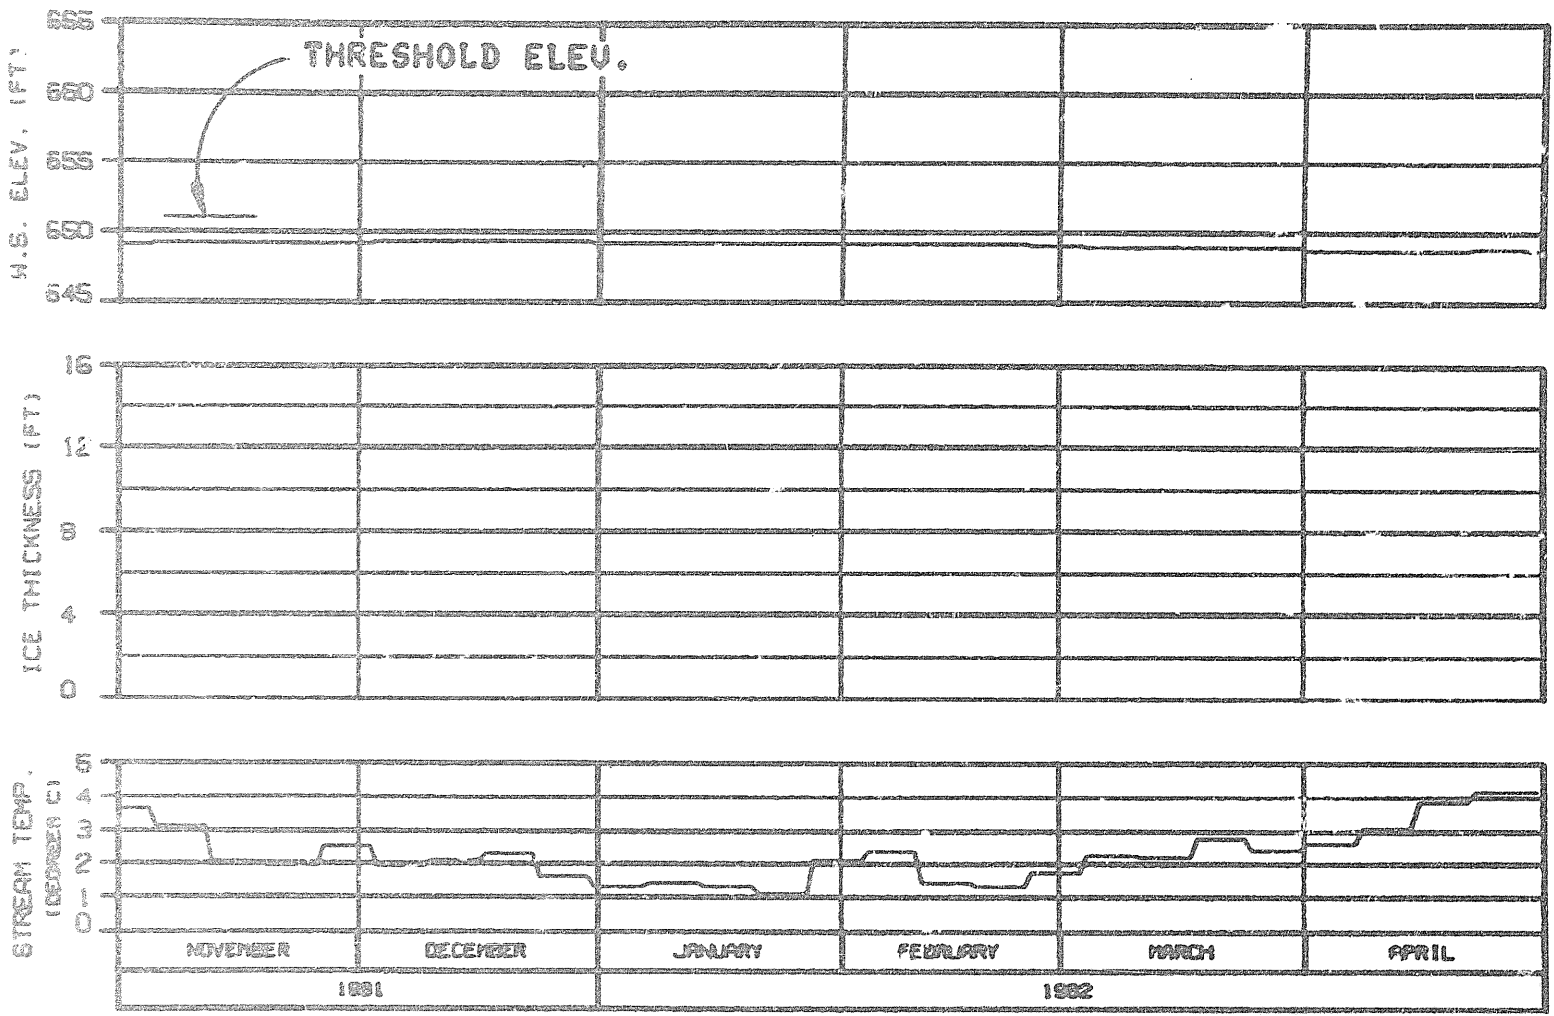 665
THRESHOLD ELEV.
660
655
650
645
W.S. ELEV. (FT)
16
12
8
4
0
ICE THICKNESS (FT)
5
4
3
2
1
0
STREAM TEMP.
(DEGREE C)
NOVEMBER DECEMBER JANUARY FEBRUARY MARCH APRIL
1981 1982